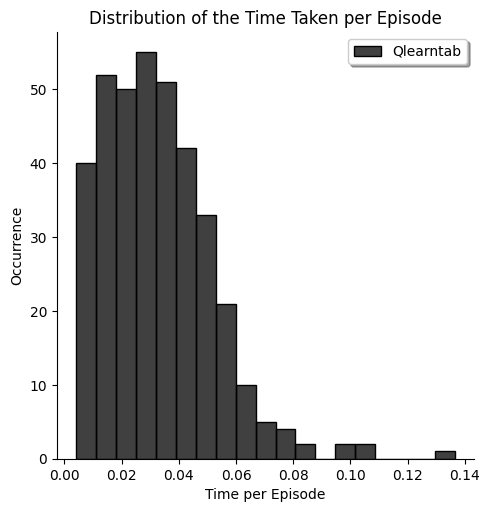 Distribution of the Time Taken per Episode
Qlearntab
50
40
30
20
10
0
Occurrence
0.00 0.02 0.04 0.06 0.08 0.10 0.12 0.14
Time per Episode